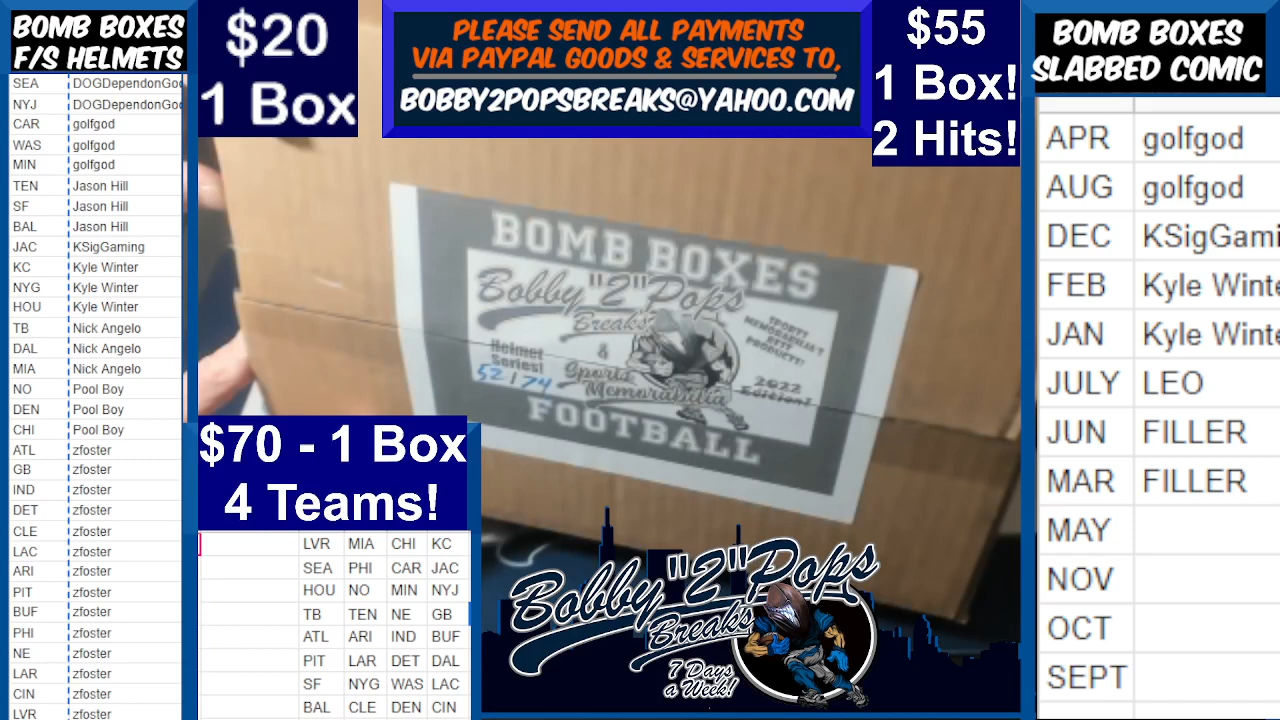 BOMB BOXES
F/S HELMETS
SEA DOGDependonGod
NYJ DOGDependonGod
CAR golfgod
WAS golfgod
MIN golfgod
TEN Jason Hill
SF Jason Hill
BAL Jason Hill
JAC KSigGaming
KC Kyle Winter
NYG Kyle Winter
HOU Kyle Winter
TB Nick Angelo
DAL Nick Angelo
MIA Nick Angelo
NO Pool Boy
DEN Pool Boy
CHI Pool Boy
ATL zfoster
GB zfoster
IND zfoster
DET zfoster
CLE zfoster
LAC zfoster
ARI zfoster
PIT zfoster
BUF zfoster
PHI zfoster
NE zfoster
LAR zfoster
CIN zfoster
LVR zfoster
$20
1 Box
PLEASE SEND ALL PAYMENTS
VIA PAYPAL GOODS & SERVICES TO,
BOBBY2POPSBREAKS@YAHOO.COM
$55
1 Box!
2 Hits!
BOMB BOXES
Bobby "2" Pops
Breaks
&
Sports
Memorabilia
SPORTS
MEMORABILIA &
PRODUCTS!
Helmet
Series!
52/74
2022
Edition!
FOOTBALL
$70 - 1 Box
4 Teams!
LVR MIA CHI KC
SEA PHI CAR JAC
HOU NO MIN NYJ
TB TEN NE GB
ATL ARI IND BUF
PIT LAR DET DAL
SF NYG WAS LAC
BAL CLE DEN CIN
Bobby "2" Pops
Breaks
7 Days
a Week!
BOMB BOXES
SLABBED COMIC
APR golfgod
AUG golfgod
DEC KSigGami
FEB Kyle Winte
JAN Kyle Winte
JULY LEO
JUN FILLER
MAR FILLER
MAY
NOV
OCT
SEPT